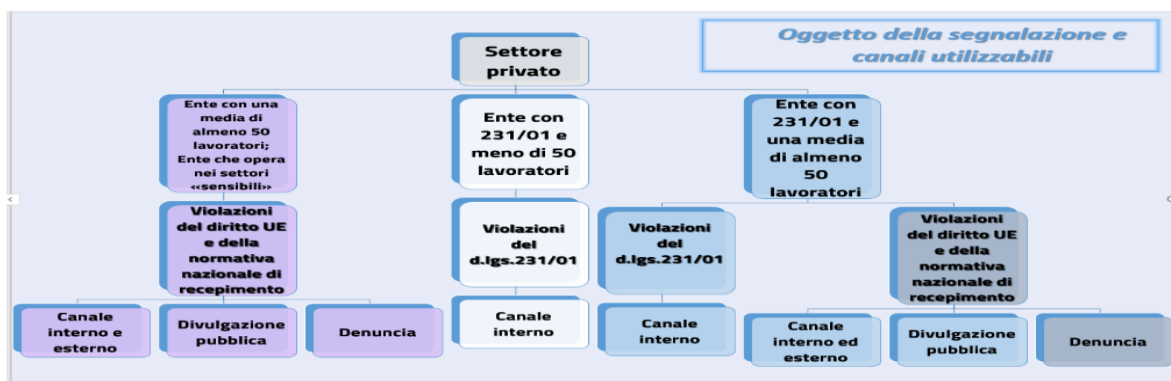 Oggetto della segnalazione e
canali utilizzabili
Settore
privato
Ente con una
media di
almeno 50
lavoratori;
Ente che opera
nei settori
«sensibili»
Ente con
231/01 e
meno di 50
lavoratori
Ente con
231/01 e
una media
di almeno
50
lavoratori
Violazioni
del diritto UE
e della
normativa
nazionale di
recepimento
Violazioni
del
d.lgs.231/01
Violazioni
del
d.lgs.231/01
Violazioni
del diritto UE
e della
normativa
nazionale di
recepimento
Canale
interno e
esterno
Divulgazione
pubblica
Denuncia
Canale
interno
Canale
interno
Canale
interno ed
esterno
Divulgazione
pubblica
Denuncia